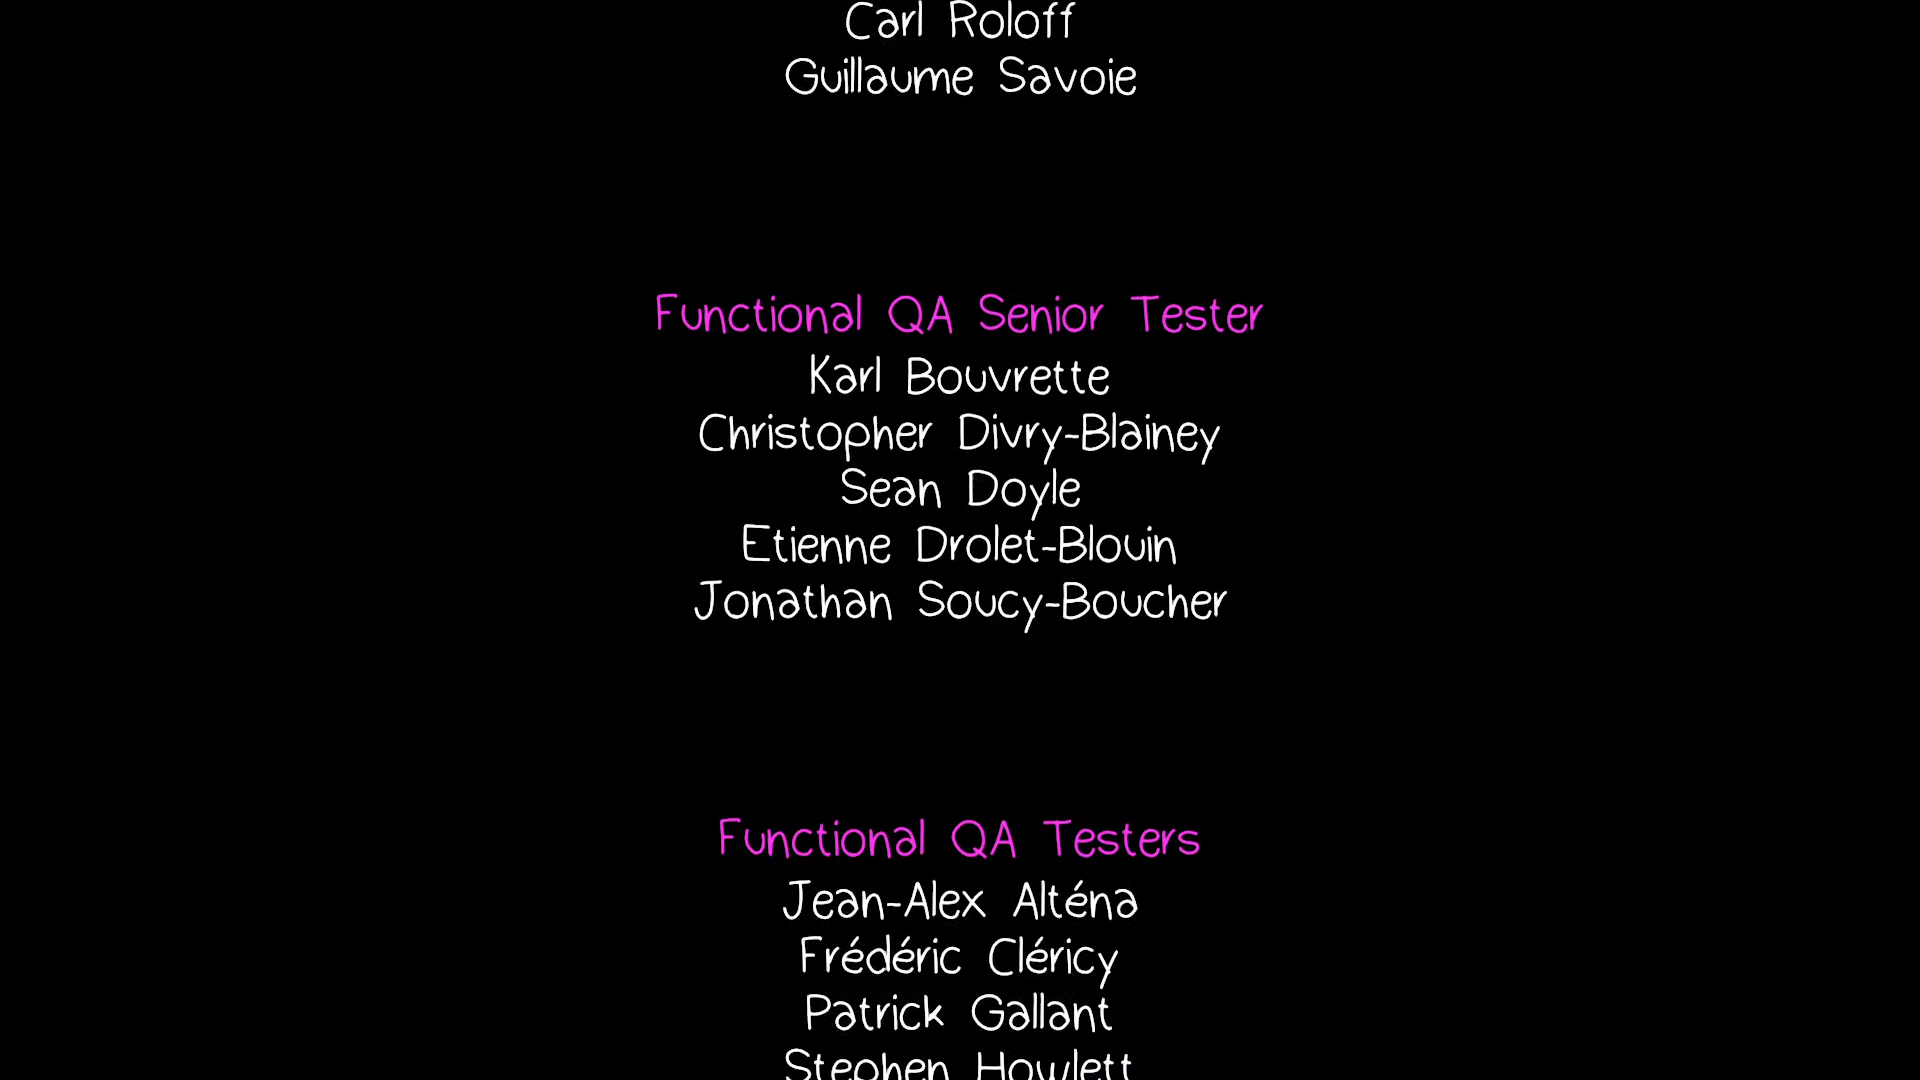 Carl Roloff
Guillaume Savoie
Functional QA Senior Tester
Karl Bouvrette
Christopher Divry-Blainey
Sean Doyle
Etienne Drolet-Blouin
Jonathan Soucy-Boucher
Functional QA Testers
Jean-Alex Alténa
Frédéric Cléricy
Patrick Gallant
Stephen Howlett